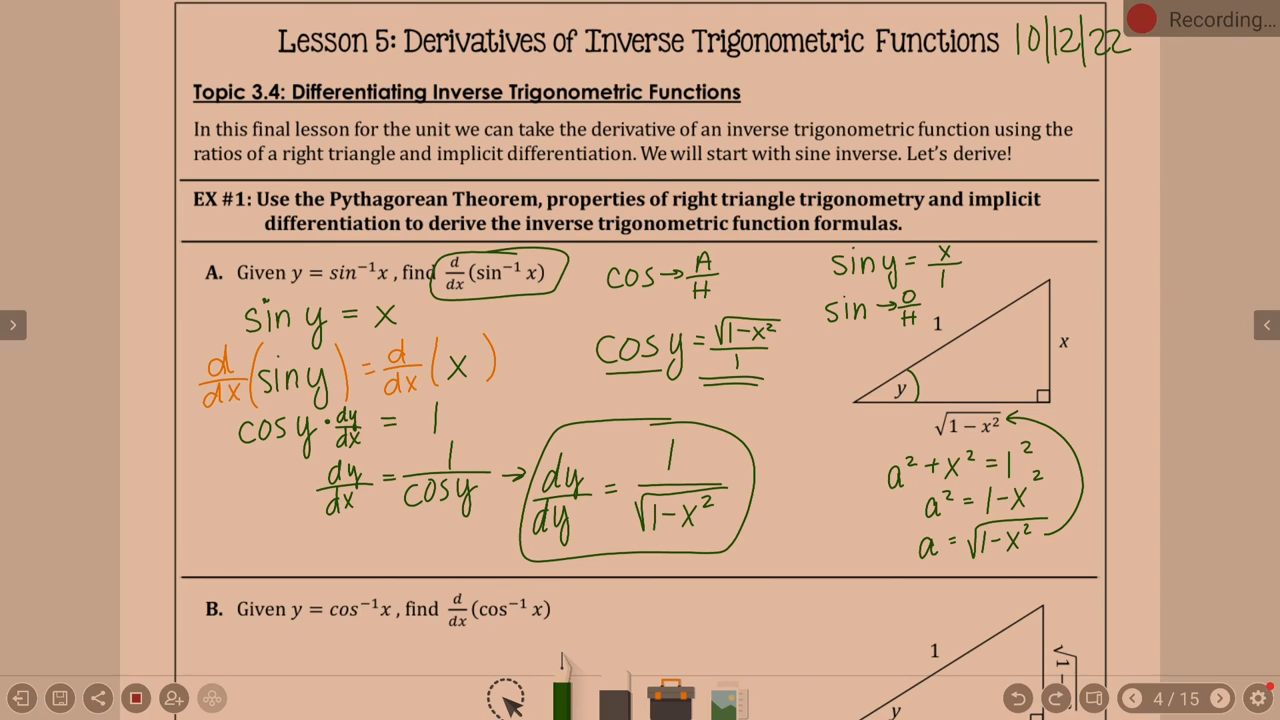 Recording...
Lesson 5: Derivatives of Inverse Trigonometric Functions 10/12/22
Topic 3.4: Differentiating Inverse Trigonometric Functions
In this final lesson for the unit we can take the derivative of an inverse trigonometric function using the
ratios of a right triangle and implicit differentiation. We will start with sine inverse. Let's derive!
EX #1: Use the Pythagorean Theorem, properties of right triangle trigonometry and implicit
differentiation to derive the inverse trigonometric function formulas.
A. Given y = sin⁻¹x , find d/dx (sin⁻¹ x)
sin y = x
d/dx (sin y) = d/dx (x)
cos y · dy/dx = 1
dy/dx = 1/cos y → dy/dy = 1/√1-x²
cos → A/H
cos y = √1-x²/1
sin y = x/1
sin → O/H
1
x
y
√1 − x²
a² + x² = 1²
a² = 1-x²
a = √1-x²
B. Given y = cos⁻¹x , find d/dx (cos⁻¹ x)
1
√1 −
y
4 / 15